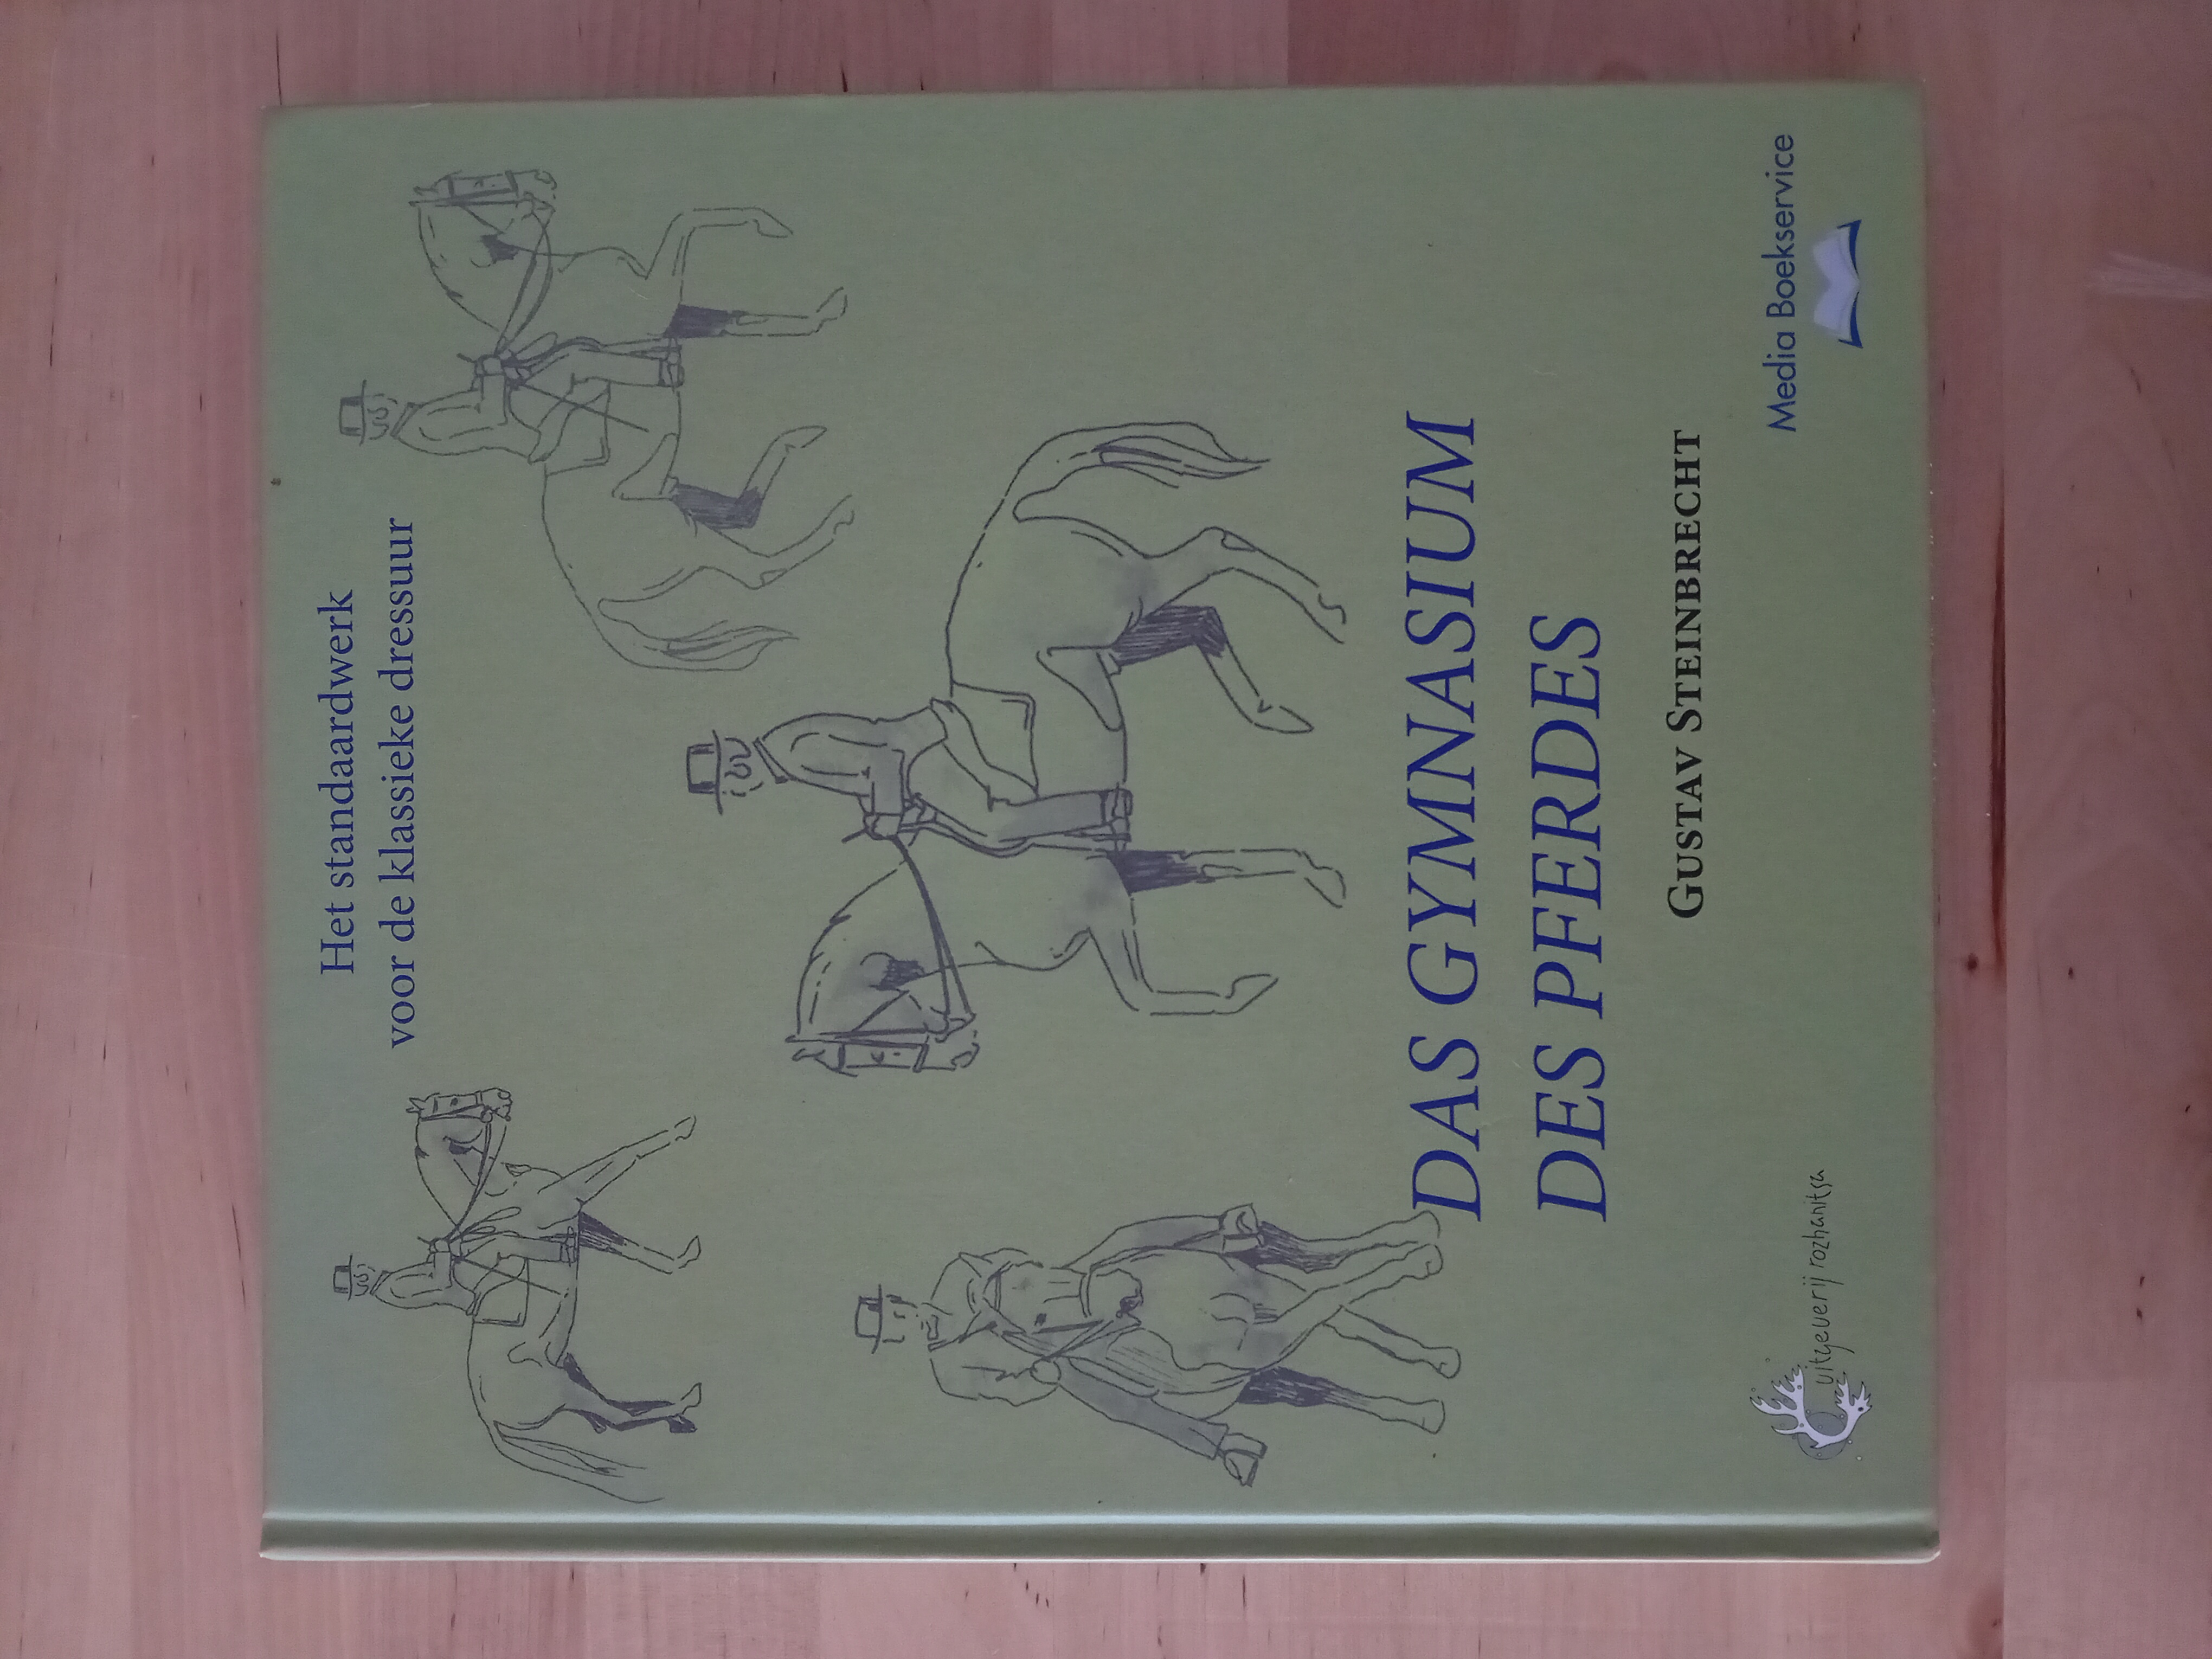 Het standaardwerk
voor de klassieke dressuur
DAS GYMNASIUM
DES PFERDES
GUSTAV STEINBRECHT
uitgeverij rozhanitsa
Media Boekservice